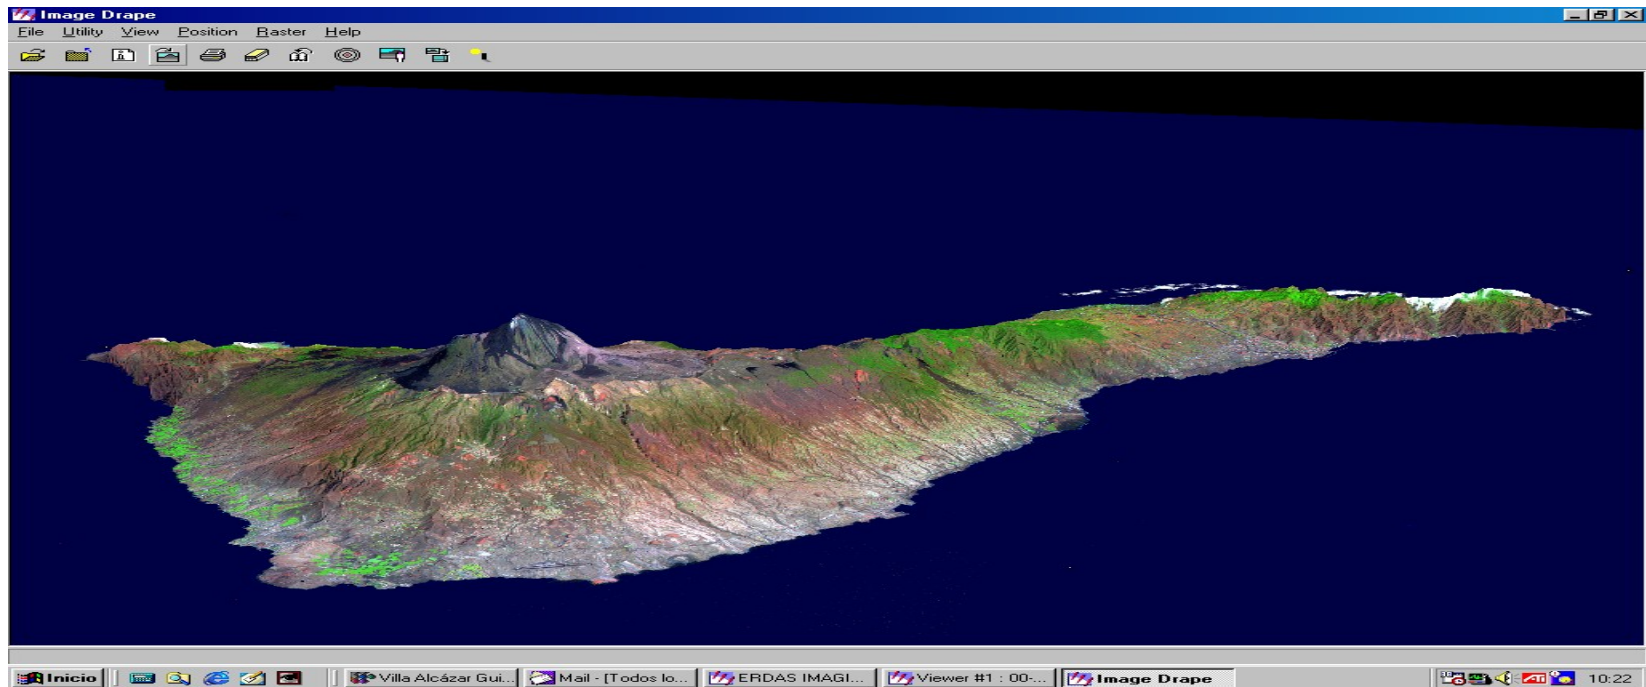 Image Drape
File Utility View Position Raster Help
Inicio Villa Alcázar Gui... Mail - [Todos lo... ERDAS IMAGI... Viewer #1 : 00-... Image Drape 10:22